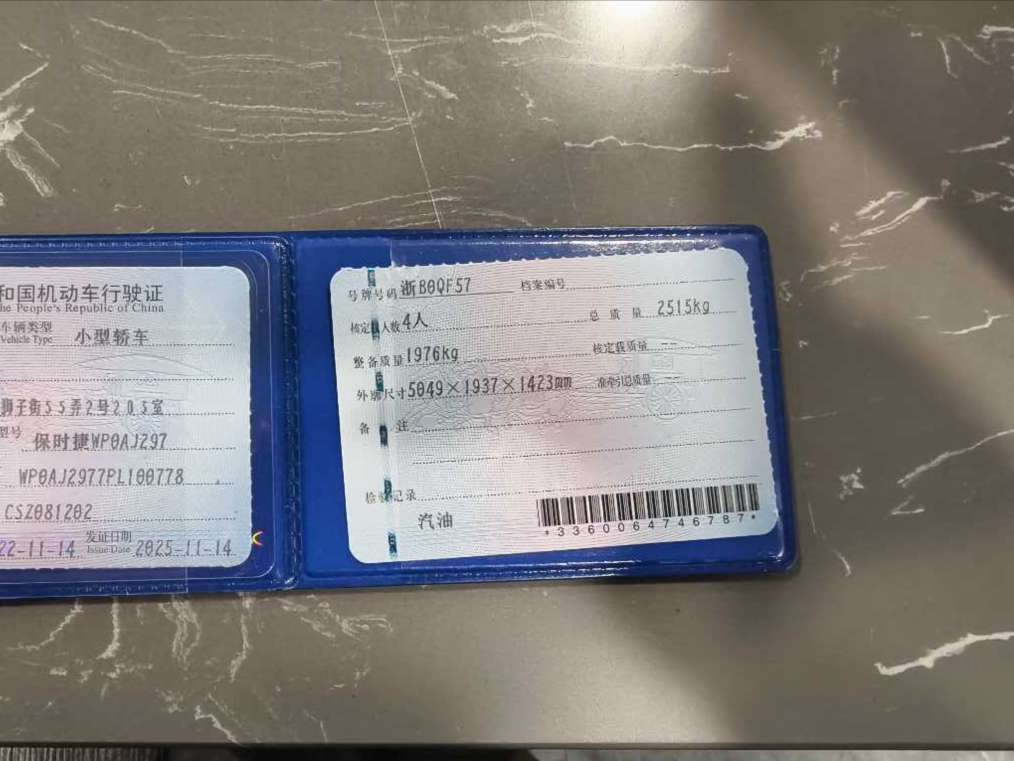 和国机动车行驶证
he People's Republic of China
车辆类型 小型轿车
Vehicle Type
狮子街35弄2号203室
型号 保时捷WP0AJ297
WP0AJ2977PL100778
CSZ081202
22-11-14 发证日期 2025-11-14
Issue Date
号牌号码 浙B0QF57 档案编号
核定 人数 4人 总质量 2515kg
整备质量 1976kg 核定载质量 --
外廓尺寸 5049×1937×1423mm 准牵引总质量 --
备 注
检验记录
汽油
*3360064746787*